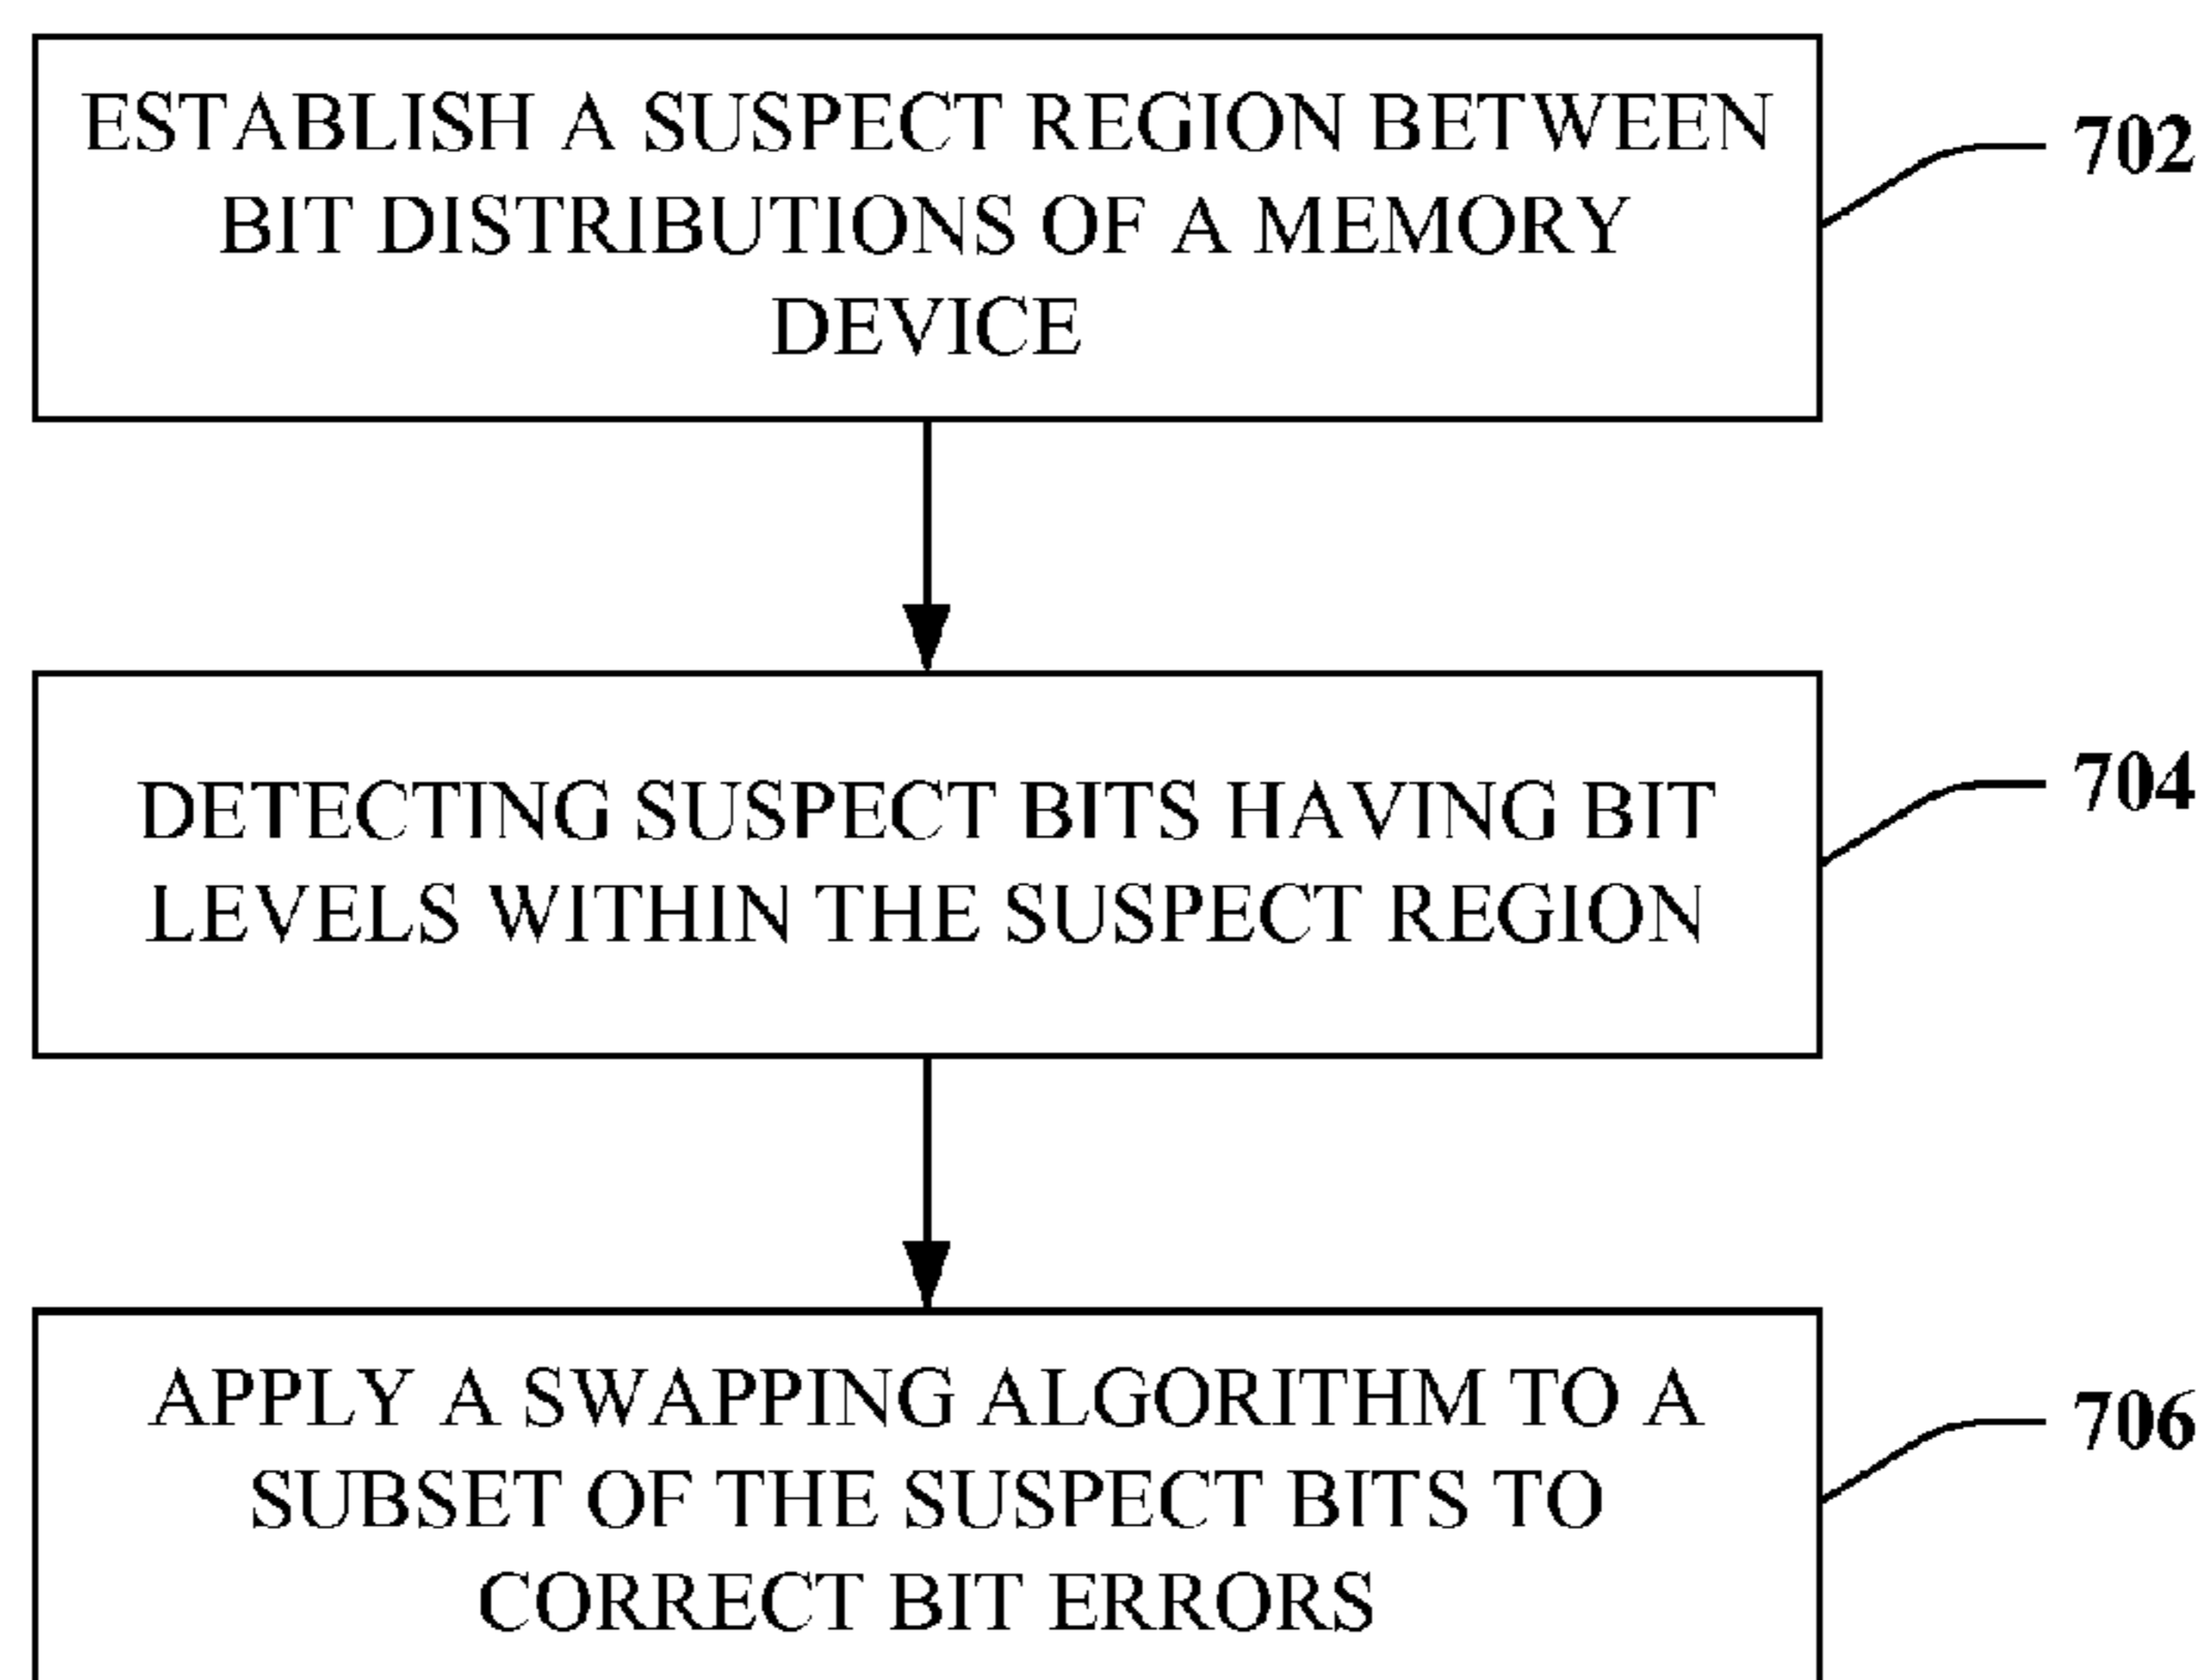 ESTABLISH A SUSPECT REGION BETWEEN
BIT DISTRIBUTIONS OF A MEMORY
DEVICE
702
DETECTING SUSPECT BITS HAVING BIT
LEVELS WITHIN THE SUSPECT REGION
704
APPLY A SWAPPING ALGORITHM TO A
SUBSET OF THE SUSPECT BITS TO
CORRECT BIT ERRORS
706